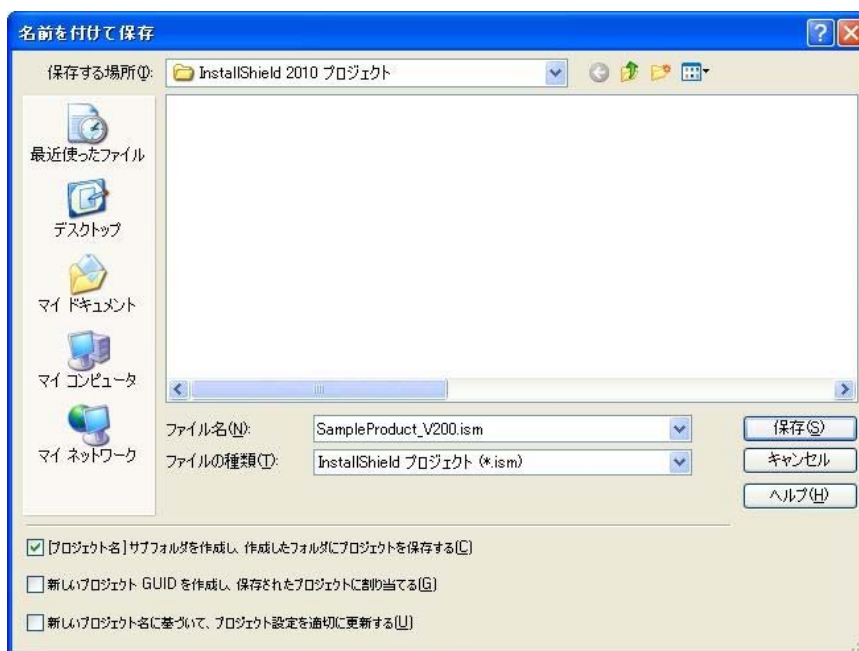 名前を付けて保存
保存する場所(I):
InstallShield 2010 プロジェクト
最近使ったファイル
デスクトップ
マイ ドキュメント
マイ コンピュータ
マイ ネットワーク
ファイル名(N):
SampleProduct_V200.ism
保存(S)
ファイルの種類(T):
InstallShield プロジェクト (*.ism)
キャンセル
ヘルプ(H)
[プロジェクト名] サブフォルダを作成し、作成したフォルダにプロジェクトを保存する(C)
新しいプロジェクト GUID を作成し、保存されたプロジェクトに割り当てる(G)
新しいプロジェクト名に基づいて、プロジェクト設定を適切に更新する(U)